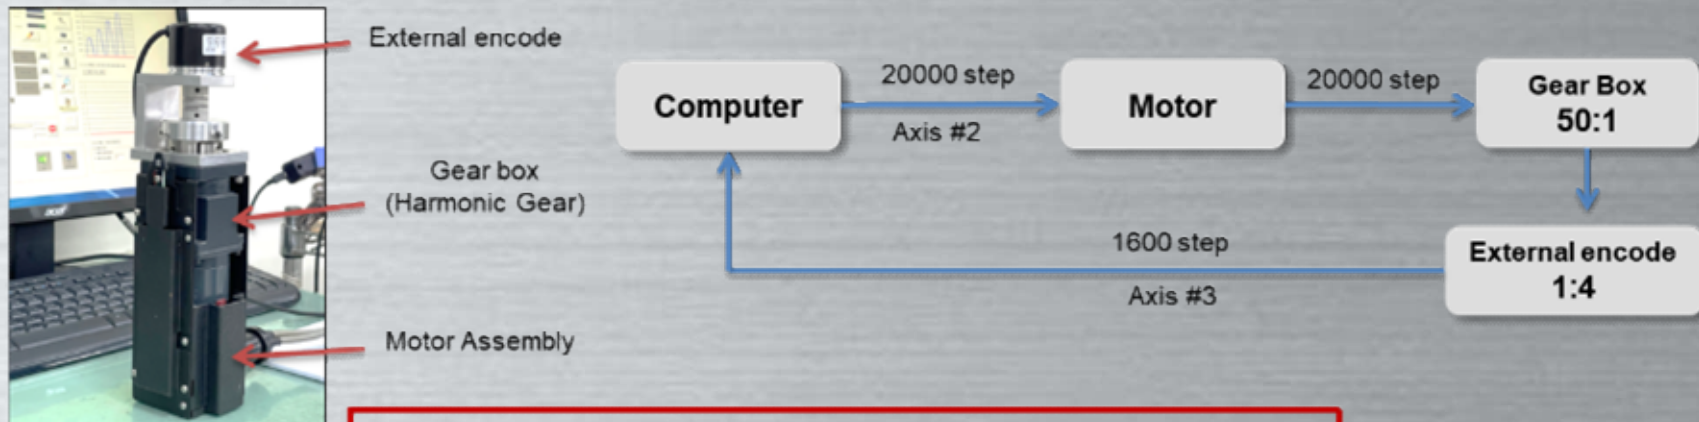 External encode
Gear box
(Harmonic Gear)
Motor Assembly
Computer
20000 step
Axis #2
Motor
20000 step
Gear Box
50:1
External encode
1:4
1600 step
Axis #3